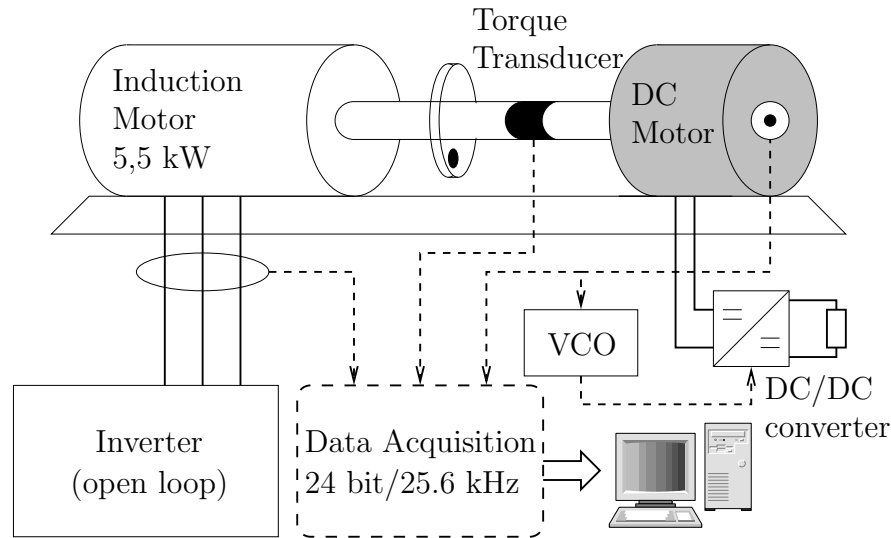 Torque
Transducer
Induction
Motor
5,5 kW
DC
Motor
VCO
DC/DC
converter
Inverter
(open loop)
Data Acquisition
24 bit/25.6 kHz